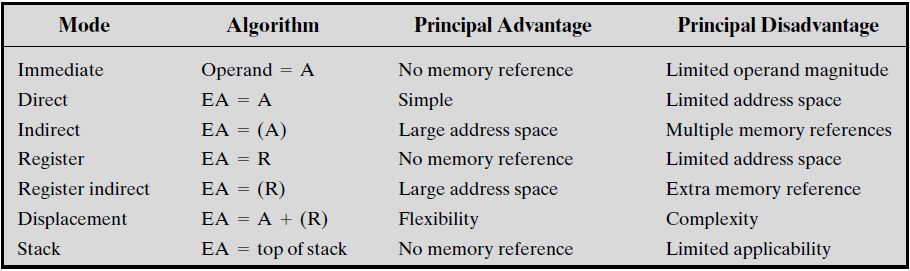 Mode Algorithm Principal Advantage Principal Disadvantage
Immediate Operand = A No memory reference Limited operand magnitude
Direct EA = A Simple Limited address space
Indirect EA = (A) Large address space Multiple memory references
Register EA = R No memory reference Limited address space
Register indirect EA = (R) Large address space Extra memory reference
Displacement EA = A + (R) Flexibility Complexity
Stack EA = top of stack No memory reference Limited applicability